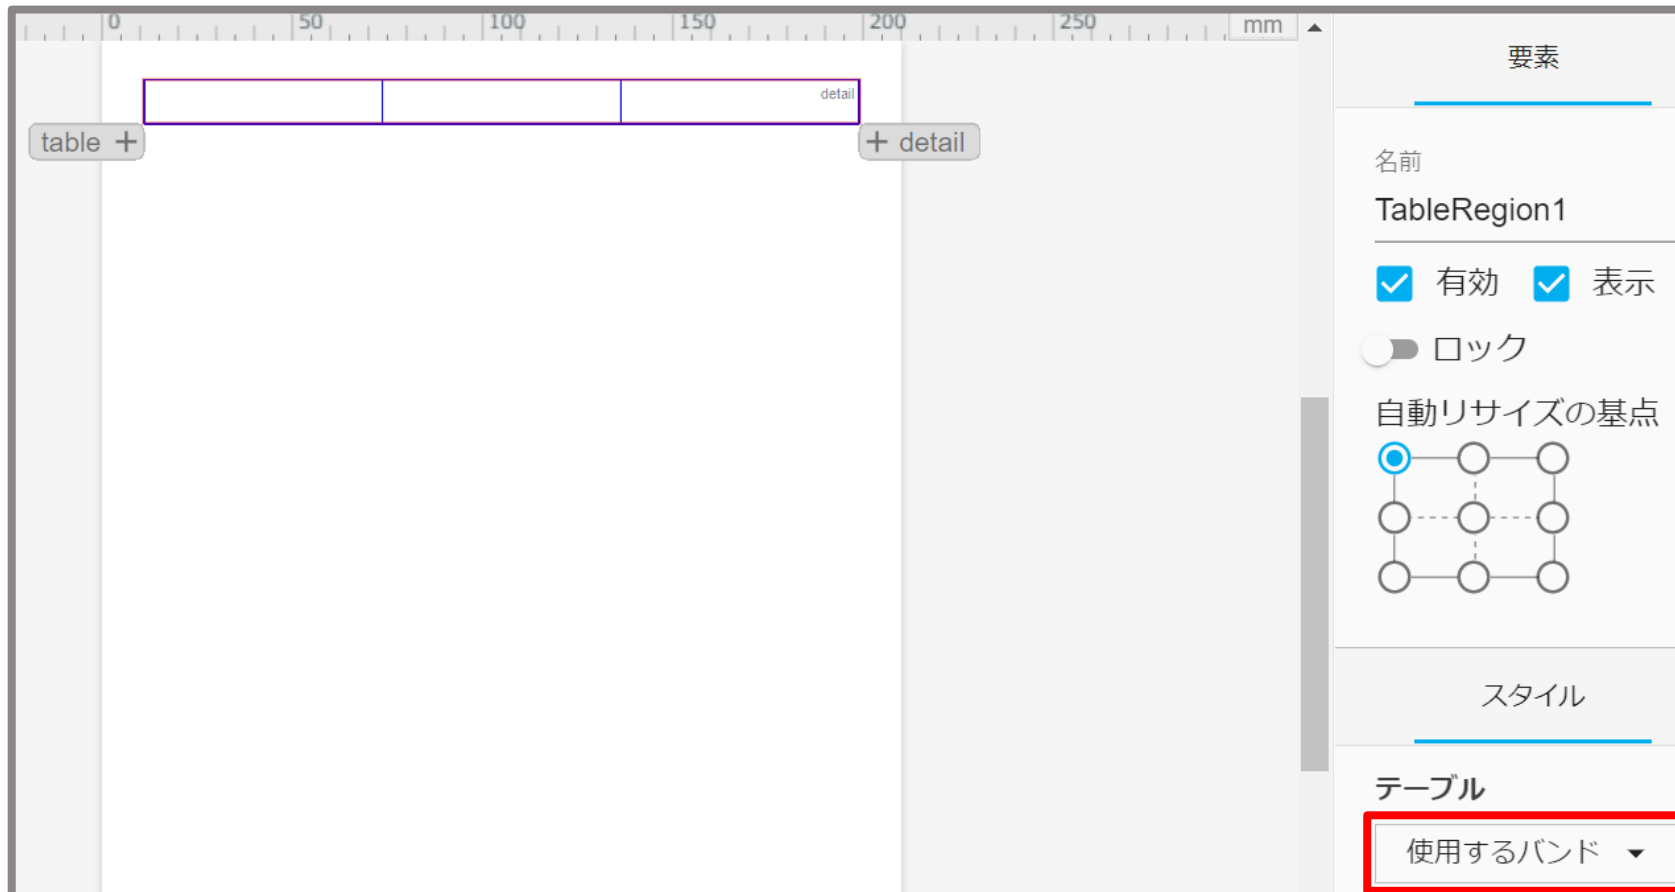 0 50 100 150 200 250 mm
detail
table +
+ detail
要素
名前
TableRegion1
有効 表示
ロック
自動リサイズの基点
スタイル
テーブル
使用するバンド